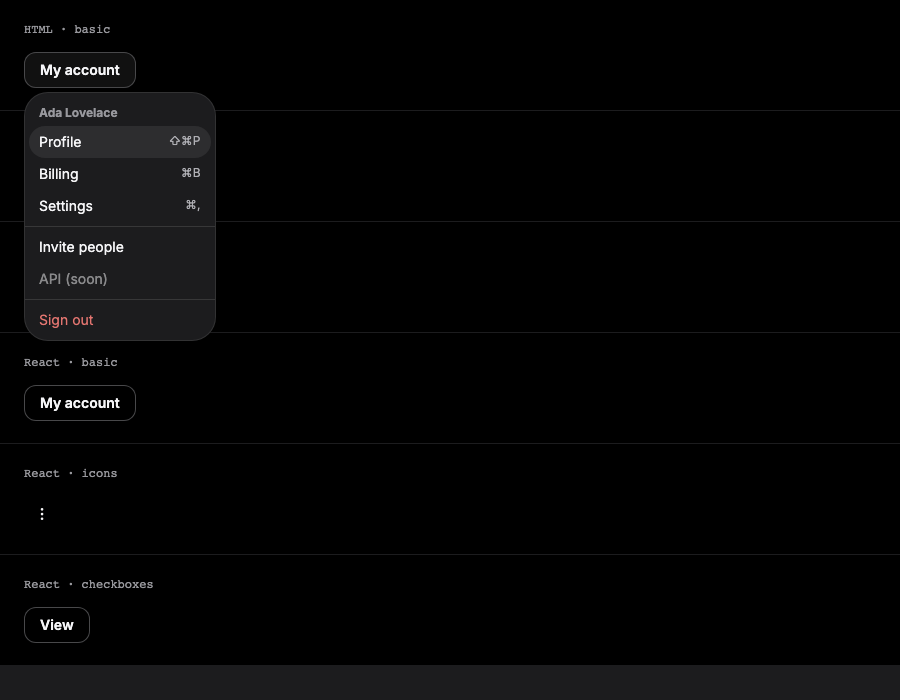 HTML · basic
My account
Ada Lovelace
Profile ⇧⌘P
Billing ⌘B
Settings ⌘,
Invite people
API (soon)
Sign out
React · basic
My account
React · icons
React · checkboxes
View